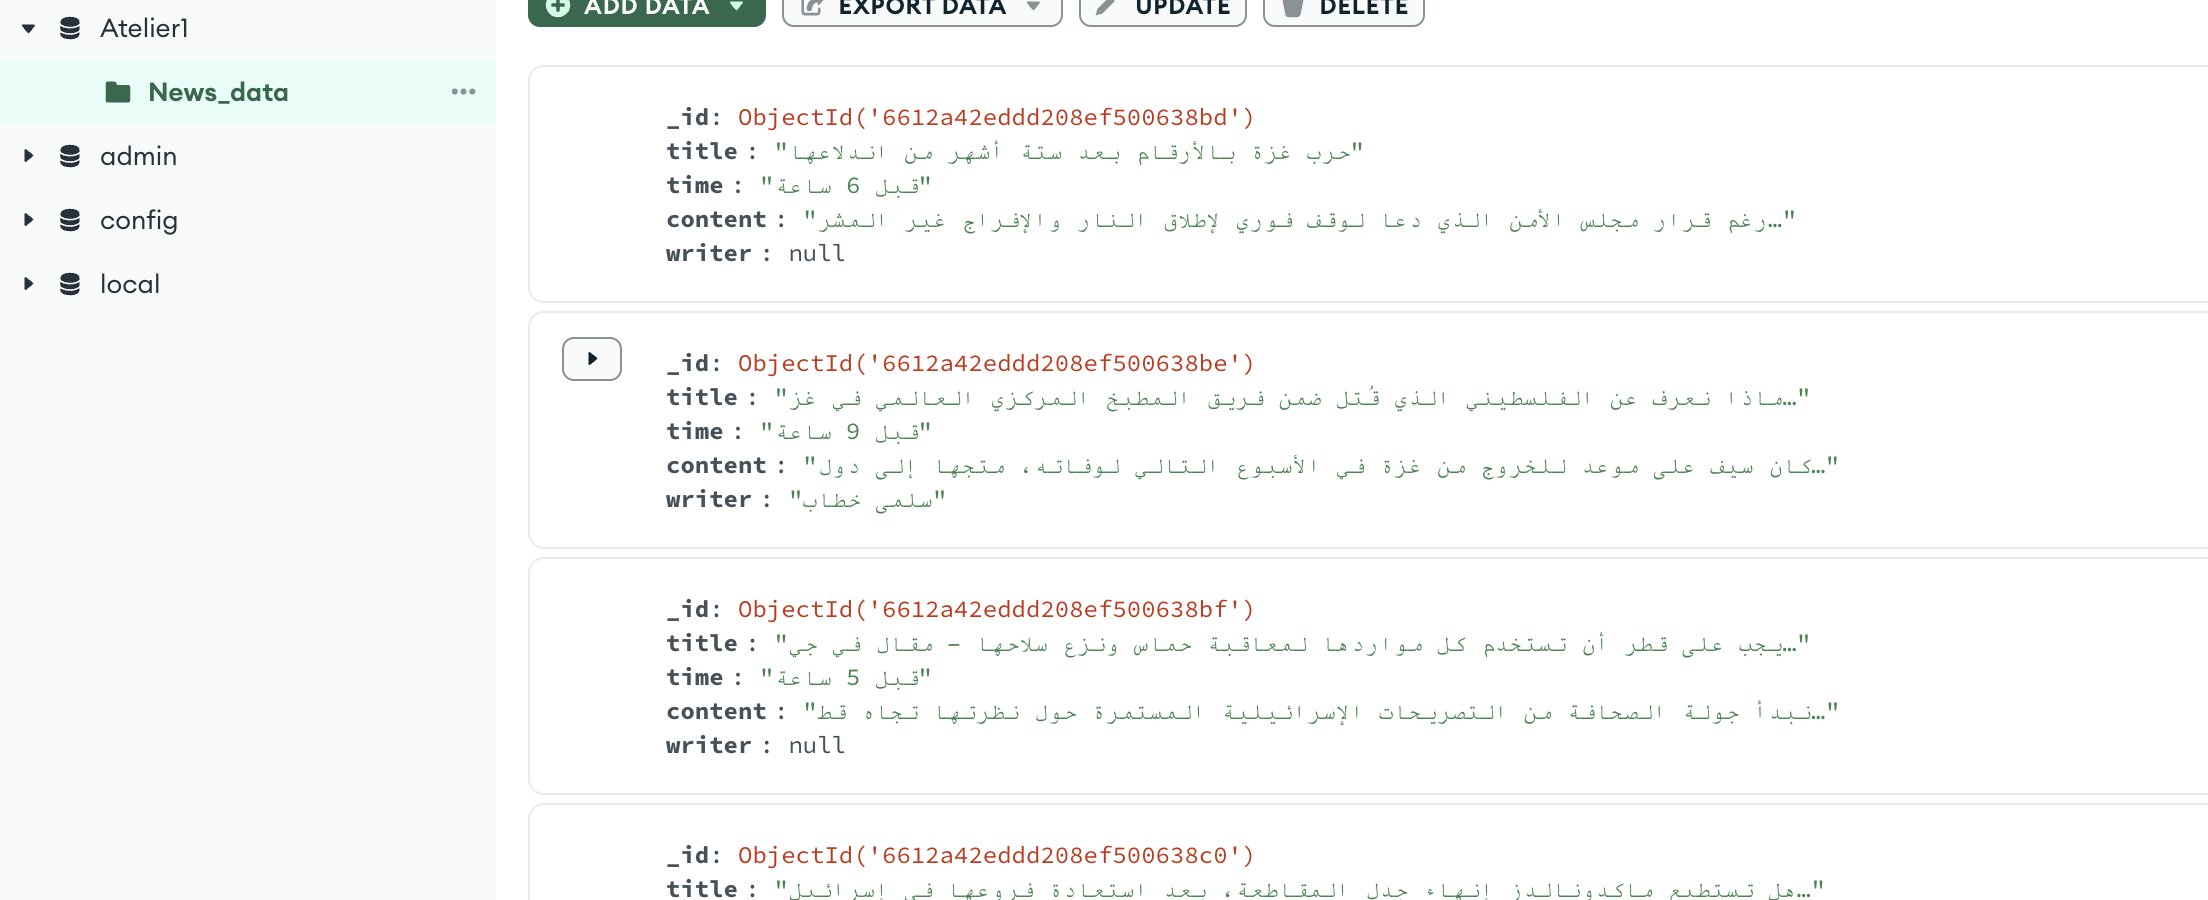 Atelier1
News_data
admin
config
local
ADD DATA
EXPORT DATA
UPDATE
DELETE
_id: ObjectId('6612a42eddd208ef500638bd')
title : "حرب غزة بالأرقام بعد ستة أشهر من اندلاعها"
time : "قبل 6 ساعة"
content : "رغم قرار مجلس الأمن الذي دعا لوقف فوري لإطلاق النار والإفراج غير المشر…"
writer : null
_id: ObjectId('6612a42eddd208ef500638be')
title : "ماذا نعرف عن الفلسطيني الذي قُتل ضمن فريق المطبخ المركزي العالمي في غز…"
time : "قبل 9 ساعة"
content : "كان سيف على موعد للخروج من غزة في الأسبوع التالي لوفاته، متجها إلى دول…"
writer : "سلمى خطاب"
_id: ObjectId('6612a42eddd208ef500638bf')
title : "يجب على قطر أن تستخدم كل مواردها لمعاقبة حماس ونزع سلاحها – مقال في جي…"
time : "قبل 5 ساعة"
content : "نبدأ جولة الصحافة من التصريحات الإسرائيلية المستمرة حول نظرتها تجاه قط…"
writer : null
_id: ObjectId('6612a42eddd208ef500638c0')
title : "هل تستطيع ماكدونالدز إنهاء جدل المقاطعة، بعد استعادة فروعها في إسرائيل…"